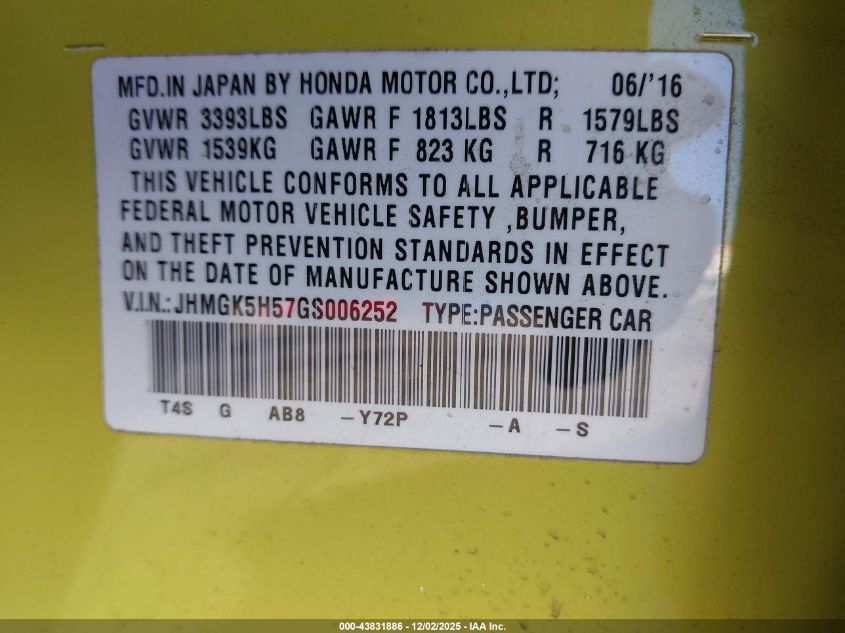 MFD.IN JAPAN BY HONDA MOTOR CO.,LTD; 06/'16
GVWR 3393LBS GAWR F 1813LBS R 1579LBS
GVWR 1539KG GAWR F 823 KG R 716 KG
THIS VEHICLE CONFORMS TO ALL APPLICABLE
FEDERAL MOTOR VEHICLE SAFETY ,BUMPER,
AND THEFT PREVENTION STANDARDS IN EFFECT
ON THE DATE OF MANUFACTURE SHOWN ABOVE.
V.I.N.:JHMGK5H57GS006252 TYPE:PASSENGER CAR
T4S G AB8 -Y72P -A -S
000-43831886 - 12/02/2025 - IAA Inc.